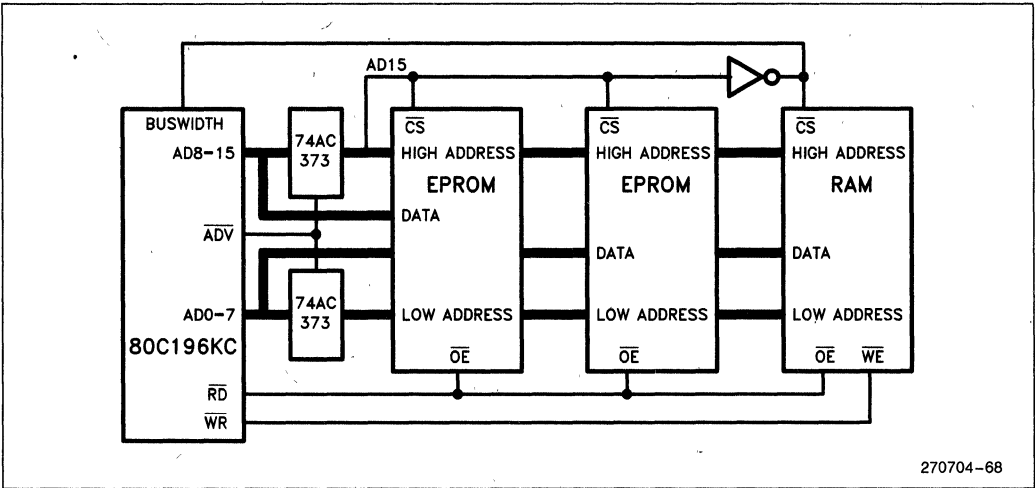 AD15
BUSWIDTH
AD8-15
ADV
AD0-7
80C196KC
RD
WR
74AC
373
74AC
373
CS
HIGH ADDRESS
EPROM
DATA
LOW ADDRESS
OE
CS
HIGH ADDRESS
EPROM
DATA
LOW ADDRESS
OE
CS
HIGH ADDRESS
RAM
DATA
LOW ADDRESS
OE WE
270704-68